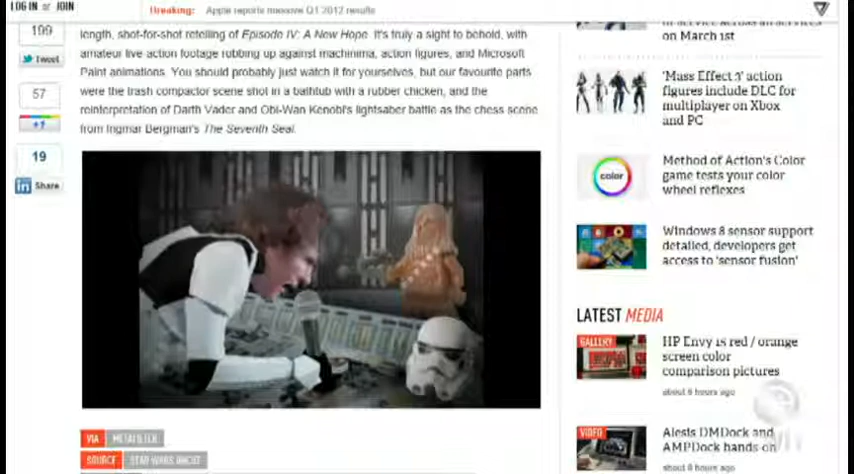 LOG IN or JOIN
Breaking: Apple reports massive Q1 2012 results
199
Tweet
57
+1
19
in Share
length, shot-for-shot retelling of Episode IV: A New Hope. It's truly a sight to behold, with
amateur live-action footage rubbing up against machinima, action figures, and Microsoft
Paint animations. You should probably just watch it for yourselves, but our favourite parts
were the trash compactor scene shot in a bathtub with a rubber chicken, and the
reinterpretation of Darth Vader and Obi-Wan Kenobi's lightsaber battle as the chess scene
from Ingmar Bergman's The Seventh Seal.
VIA METAFILTER
SOURCE STAR WARS UNCUT
on March 1st
'Mass Effect 3' action
figures include DLC for
multiplayer on Xbox
and PC
color
Method of Action's Color
game tests your color
wheel reflexes
Windows 8 sensor support
detailed, developers get
access to 'sensor fusion'
LATEST MEDIA
GALLERY
HP Envy 15 red / orange
screen color
comparison pictures
about 6 hours ago
VIDEO
Alesis DMDock and
AMPDock hands-on
about 8 hours ago